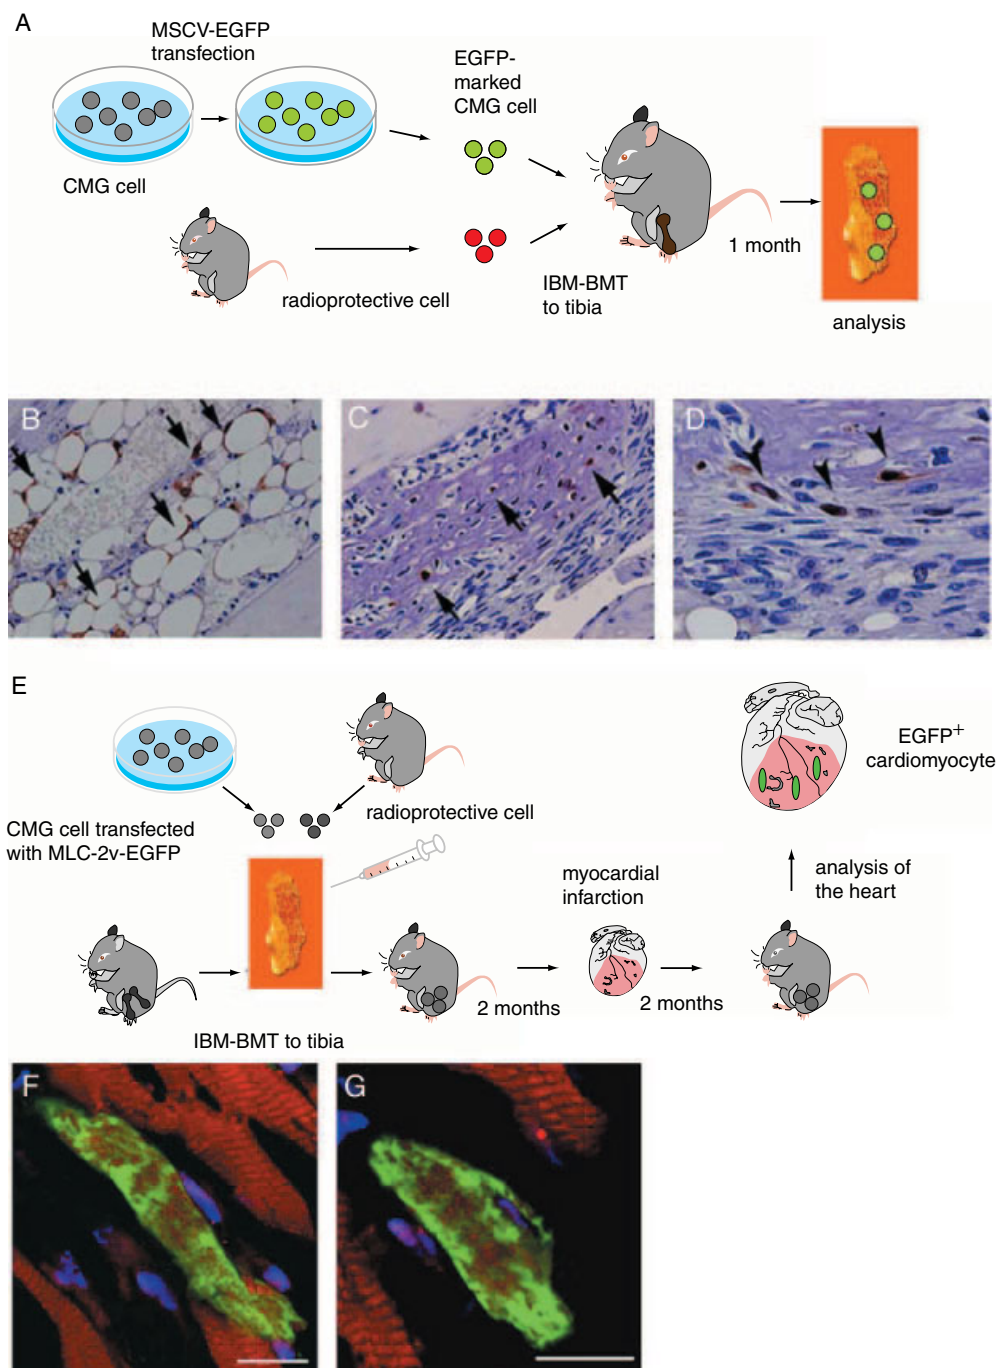 A
MSCV-EGFP
transfection
EGFP-
marked
CMG cell
CMG cell
radioprotective cell
IBM-BMT
to tibia
1 month
analysis
B
C
D
E
CMG cell transfected
with MLC-2v-EGFP
radioprotective cell
IBM-BMT to tibia
2 months
myocardial
infarction
2 months
analysis of
the heart
EGFP+
cardiomyocyte
F
G